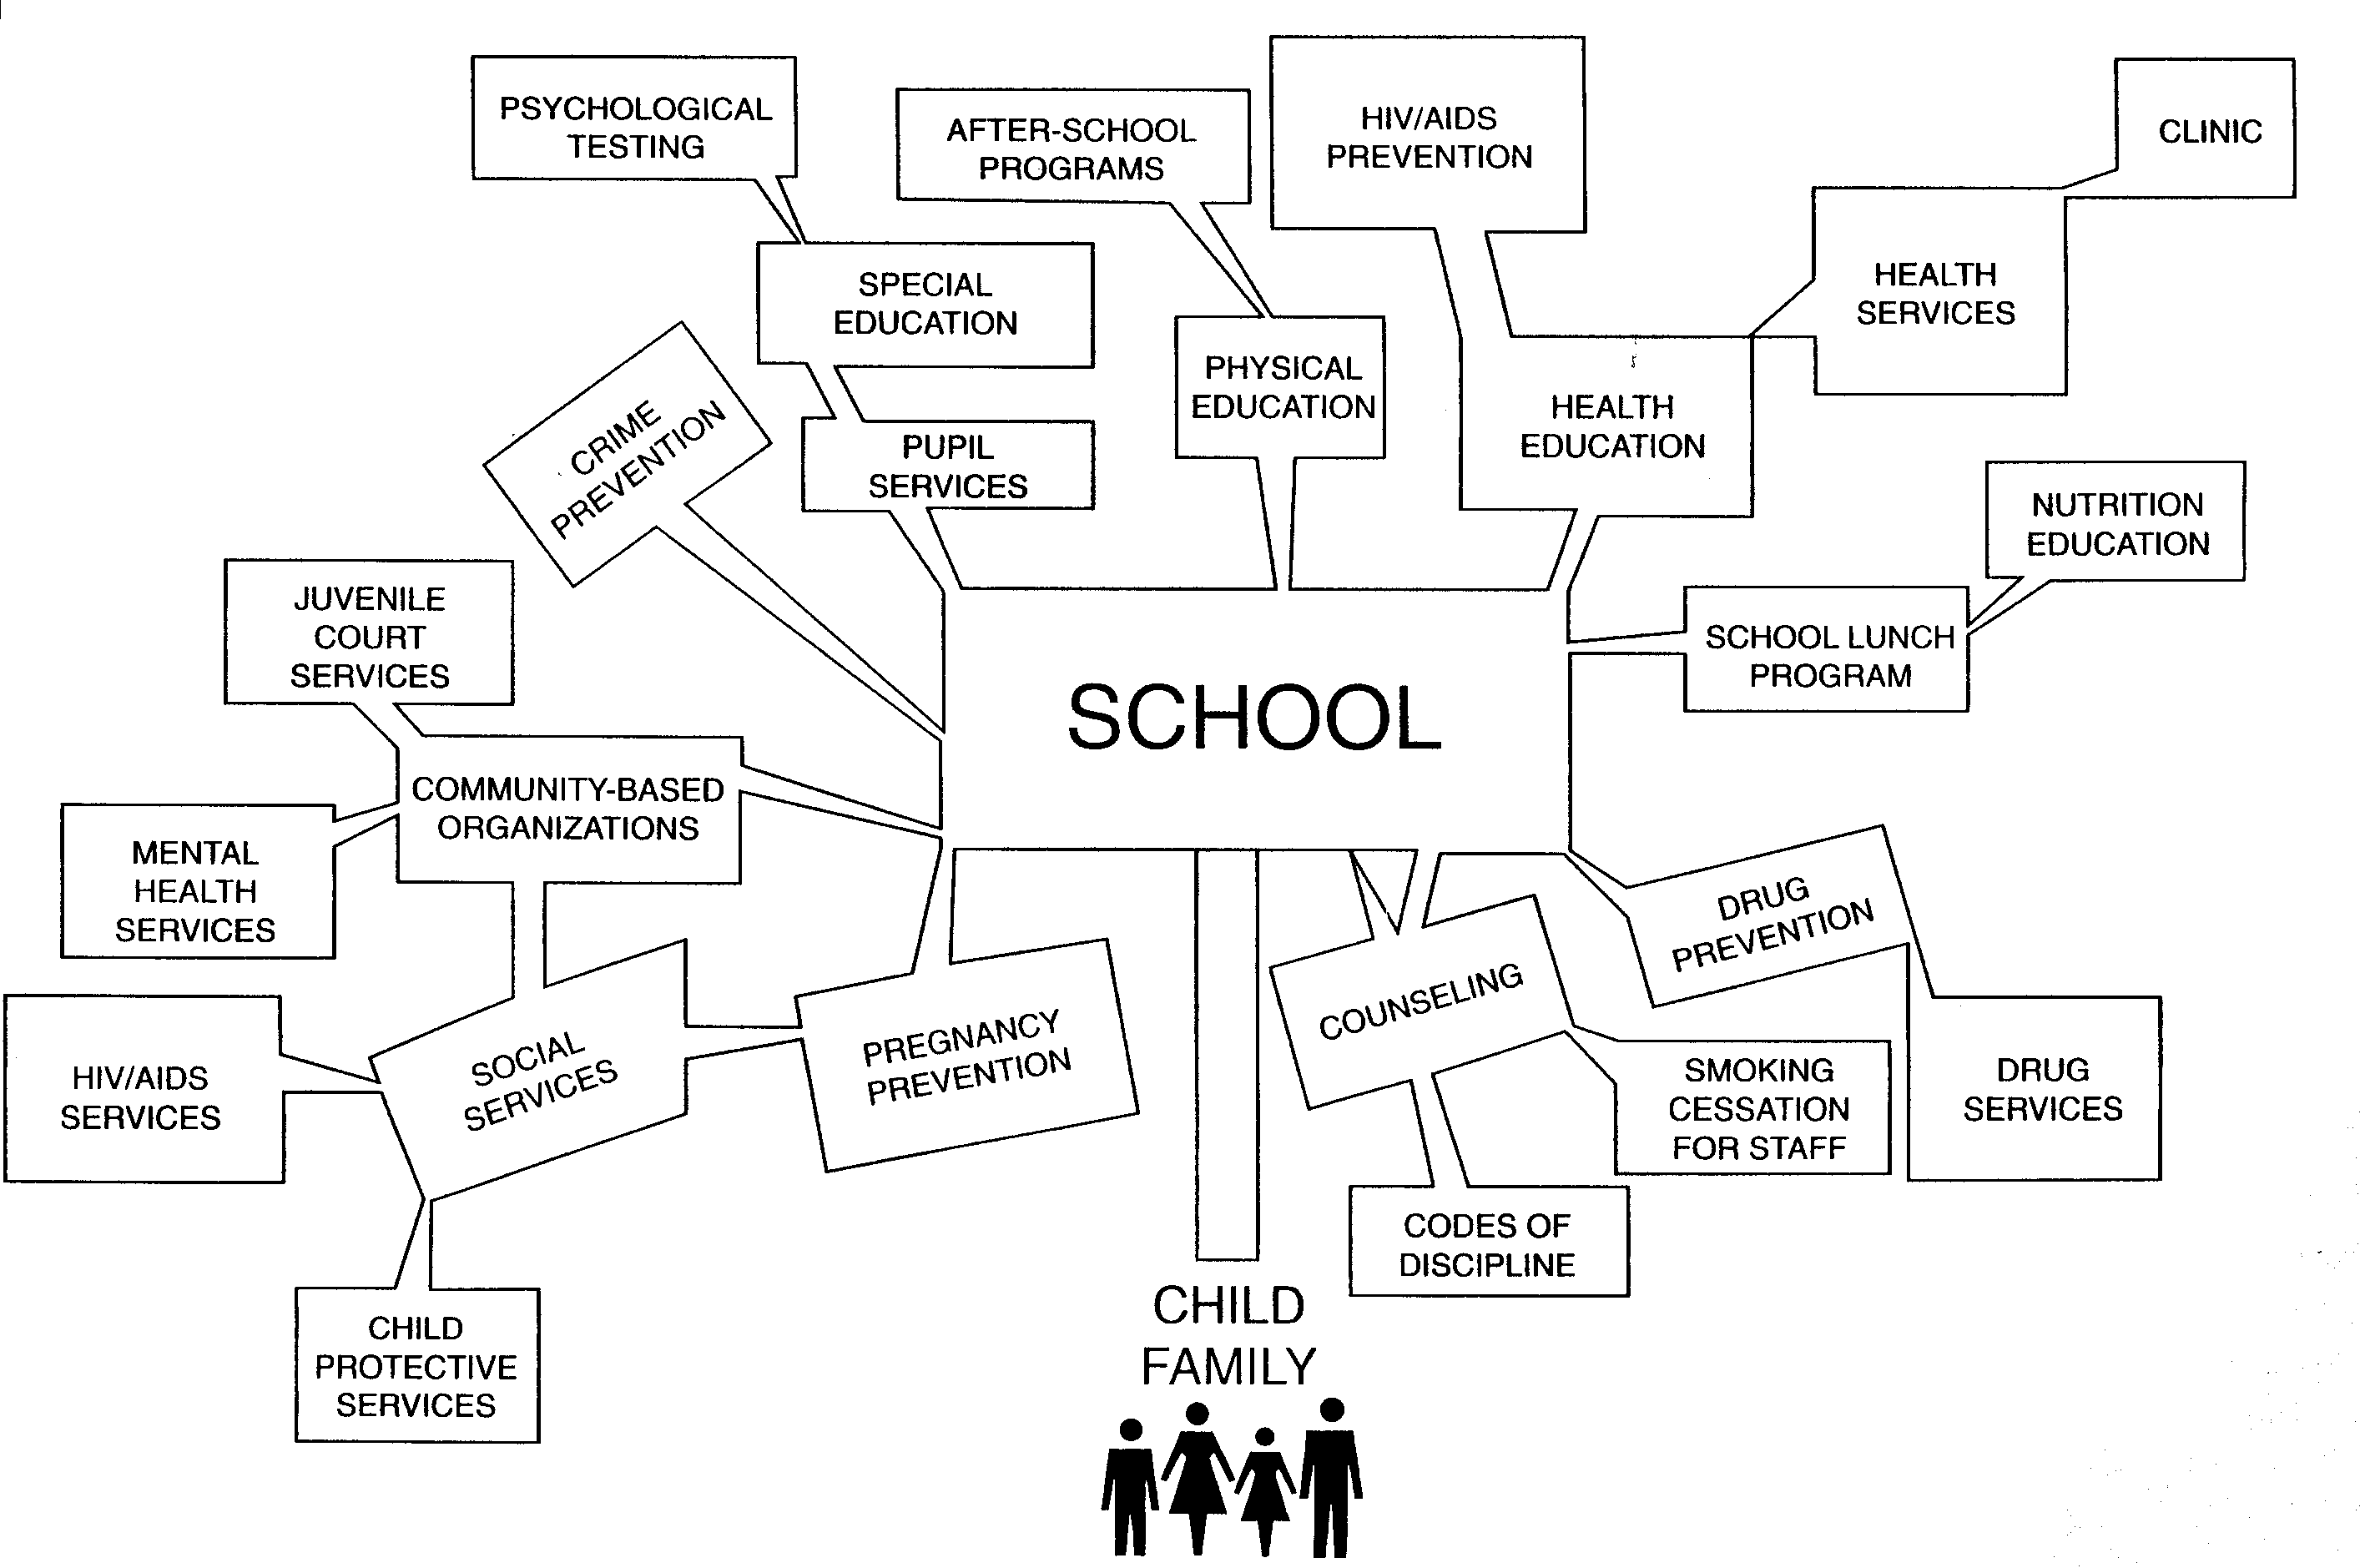 PSYCHOLOGICAL
TESTING
AFTER-SCHOOL
PROGRAMS
HIV/AIDS
PREVENTION
CLINIC
SPECIAL
EDUCATION
HEALTH
SERVICES
CRIME
PREVENTION
PUPIL
SERVICES
PHYSICAL
EDUCATION
HEALTH
EDUCATION
NUTRITION
EDUCATION
JUVENILE
COURT
SERVICES
SCHOOL LUNCH
PROGRAM
SCHOOL
COMMUNITY-BASED
ORGANIZATIONS
MENTAL
HEALTH
SERVICES
DRUG
PREVENTION
COUNSELING
HIV/AIDS
SERVICES
SOCIAL
SERVICES
PREGNANCY
PREVENTION
SMOKING
CESSATION
FOR STAFF
DRUG
SERVICES
CODES OF
DISCIPLINE
CHILD
PROTECTIVE
SERVICES
CHILD
FAMILY